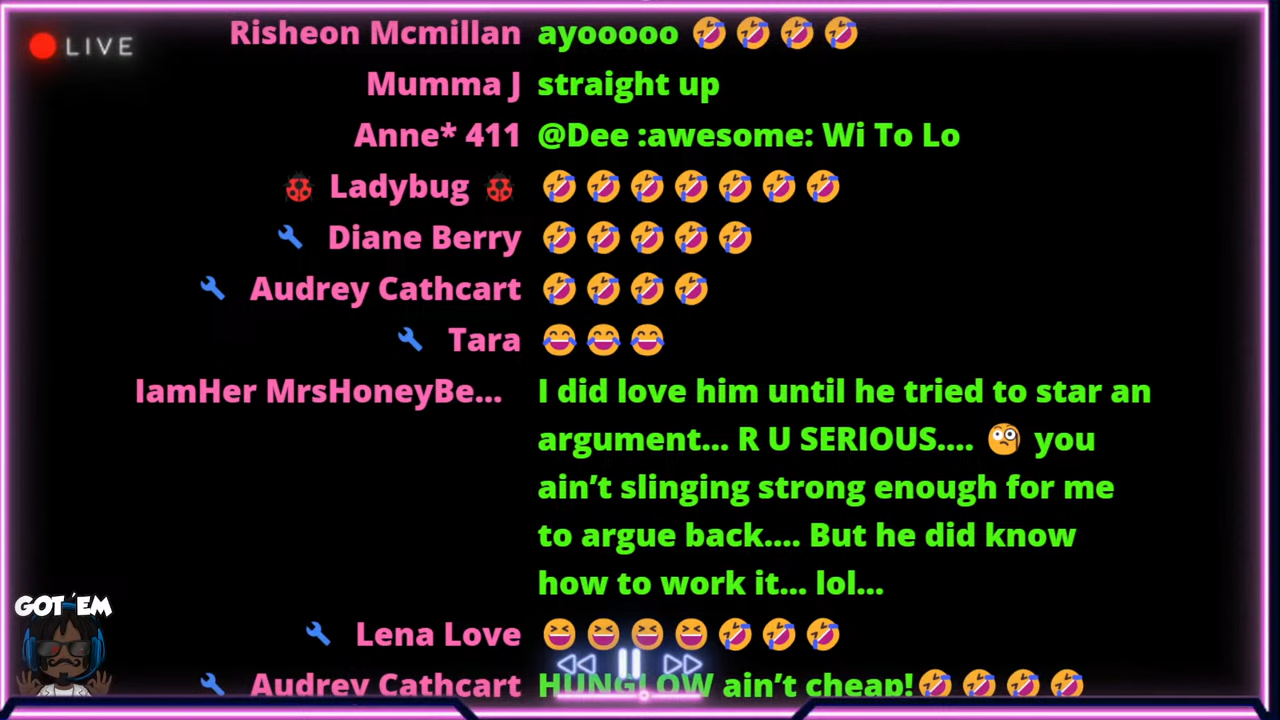 LIVE
Risheon Mcmillan ayooooo 🤣🤣🤣🤣
Mumma J straight up
Anne* 411 @Dee :awesome: Wi To Lo
🐞 Ladybug 🐞 🤣🤣🤣🤣🤣🤣🤣
Diane Berry 🤣🤣🤣🤣🤣
Audrey Cathcart 🤣🤣🤣🤣
Tara 😂😂😂
IamHer MrsHoneyBe... I did love him until he tried to star an
argument... R U SERIOUS.... 🧐 you
ain't slinging strong enough for me
to argue back.... But he did know
how to work it... lol...
GOT 'EM
Lena Love 😆😆😆😆🤣🤣🤣
Audrey Cathcart HUNGLOW ain't cheap!🤣🤣🤣🤣